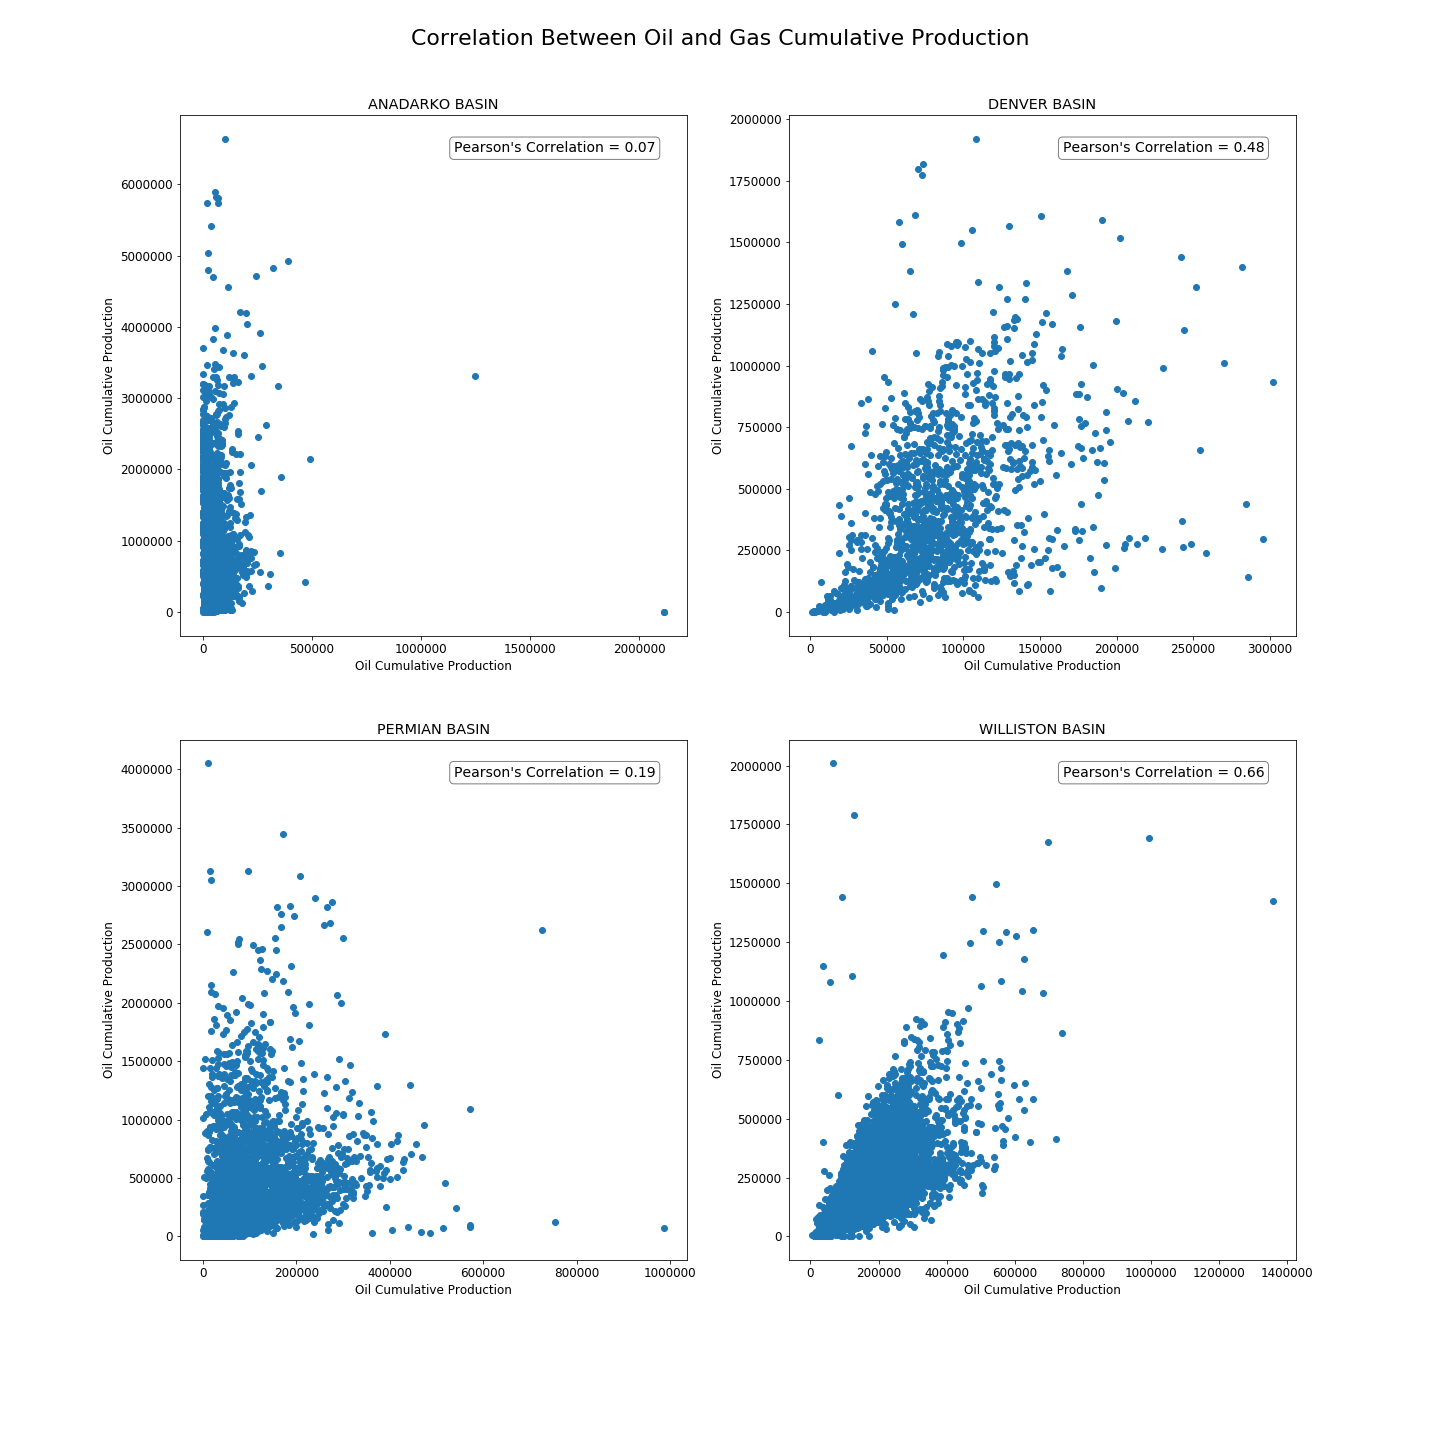 Correlation Between Oil and Gas Cumulative Production
ANADARKO BASIN
Pearson's Correlation = 0.07
Oil Cumulative Production
6000000
5000000
4000000
3000000
2000000
1000000
0
0 500000 1000000 1500000 2000000
Oil Cumulative Production
DENVER BASIN
Pearson's Correlation = 0.48
Oil Cumulative Production
2000000
1750000
1500000
1250000
1000000
750000
500000
250000
0
0 50000 100000 150000 200000 250000 300000
Oil Cumulative Production
PERMIAN BASIN
Pearson's Correlation = 0.19
Oil Cumulative Production
4000000
3500000
3000000
2500000
2000000
1500000
1000000
500000
0
0 200000 400000 600000 800000 1000000
Oil Cumulative Production
WILLISTON BASIN
Pearson's Correlation = 0.66
Oil Cumulative Production
2000000
1750000
1500000
1250000
1000000
750000
500000
250000
0
0 200000 400000 600000 800000 1000000 1200000 1400000
Oil Cumulative Production